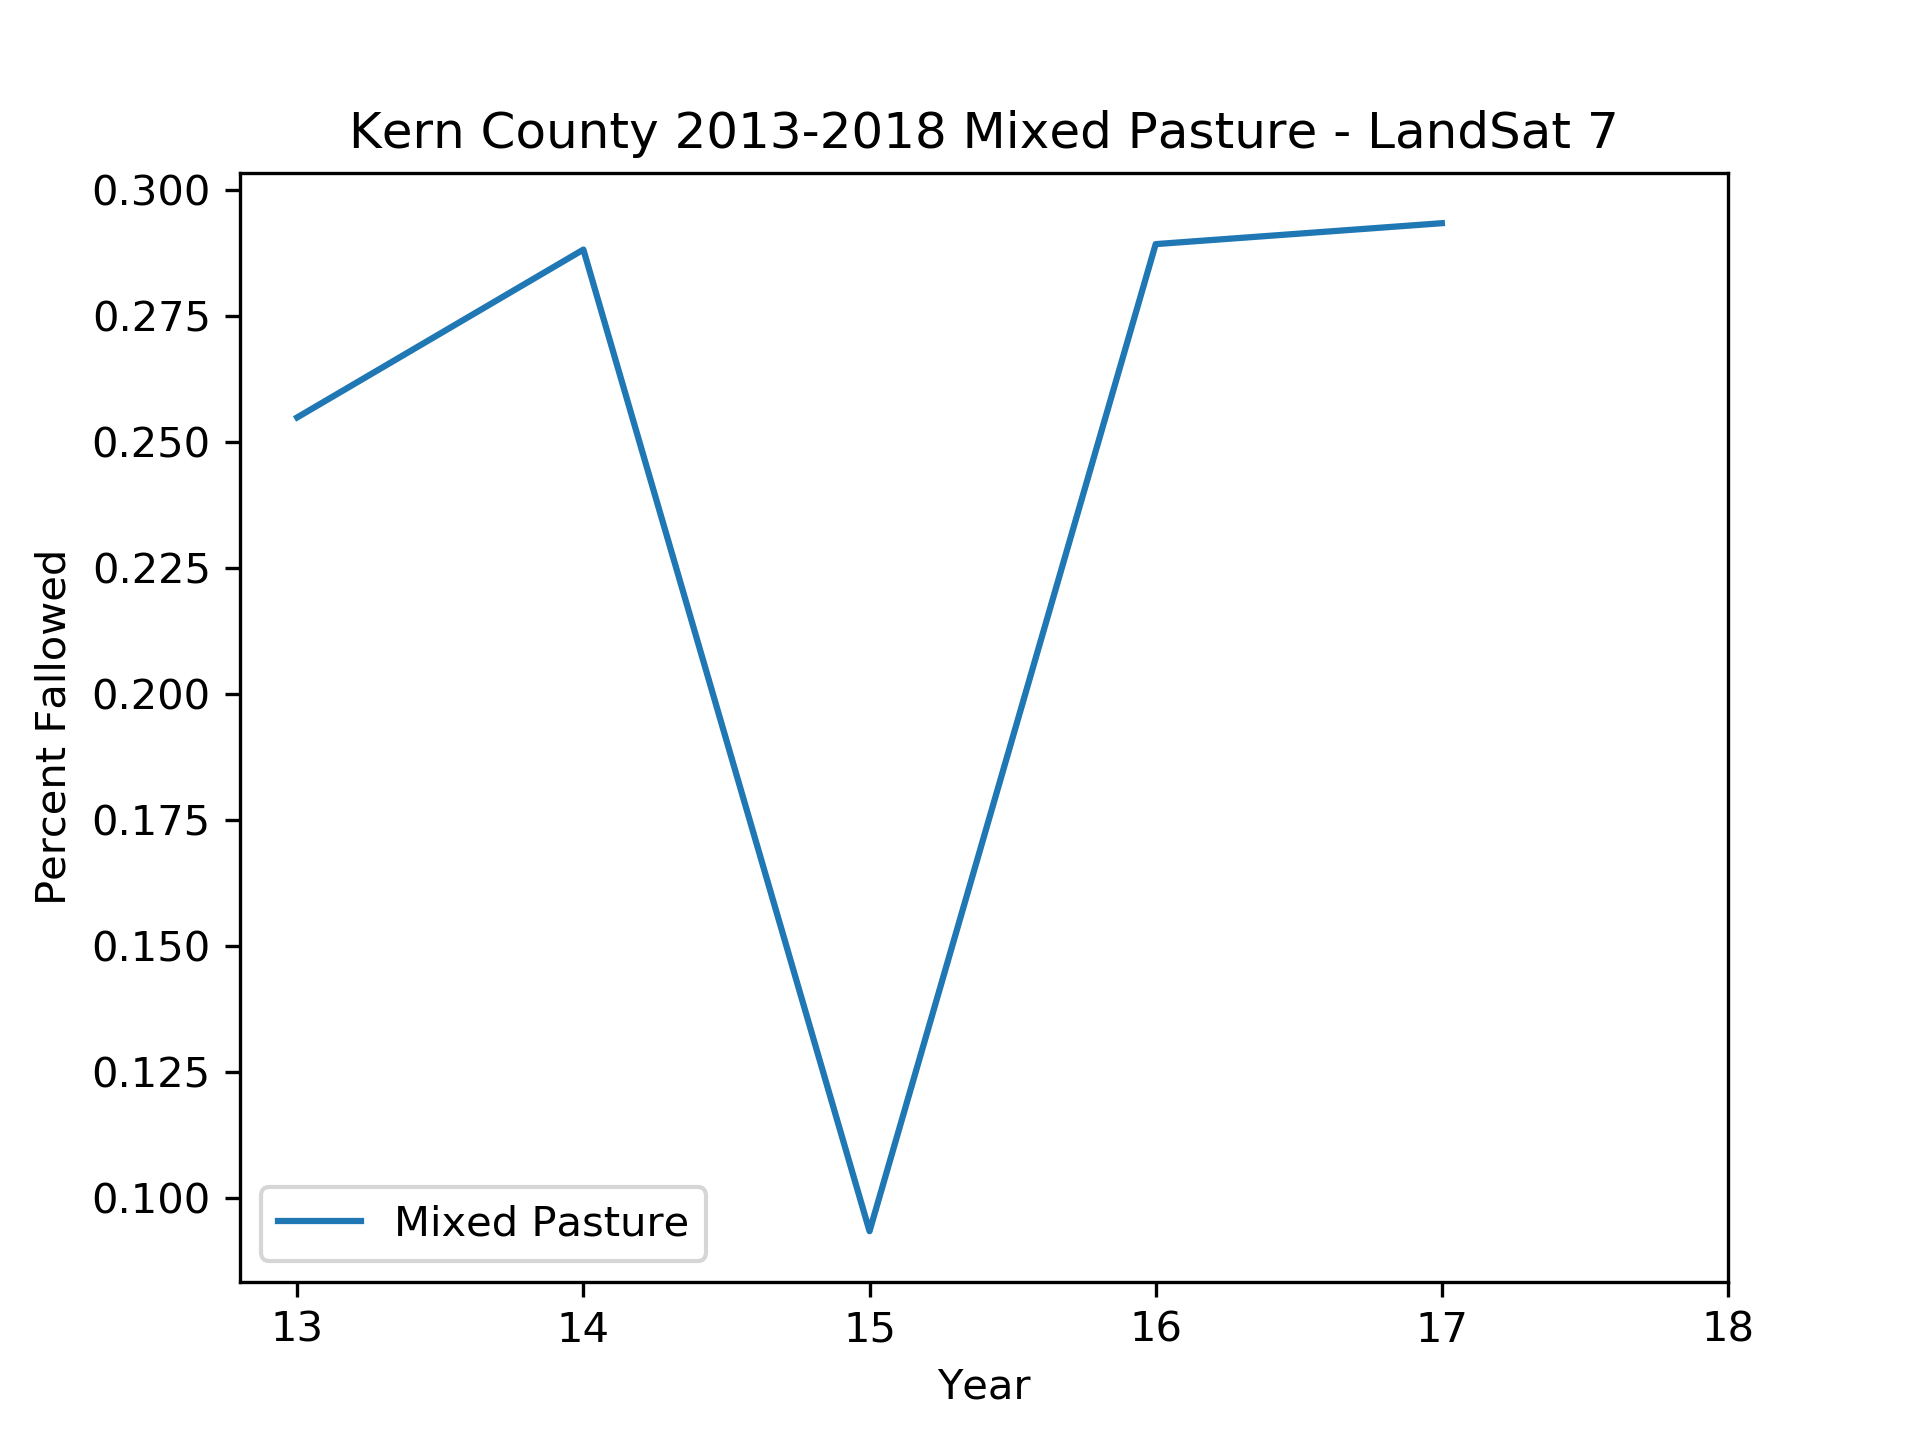 Kern County 2013-2018 Mixed Pasture - LandSat 7
0.300
0.275
0.250
0.225
0.200
0.175
0.150
0.125
0.100
Percent Fallowed
Mixed Pasture
13 14 15 16 17 18
Year